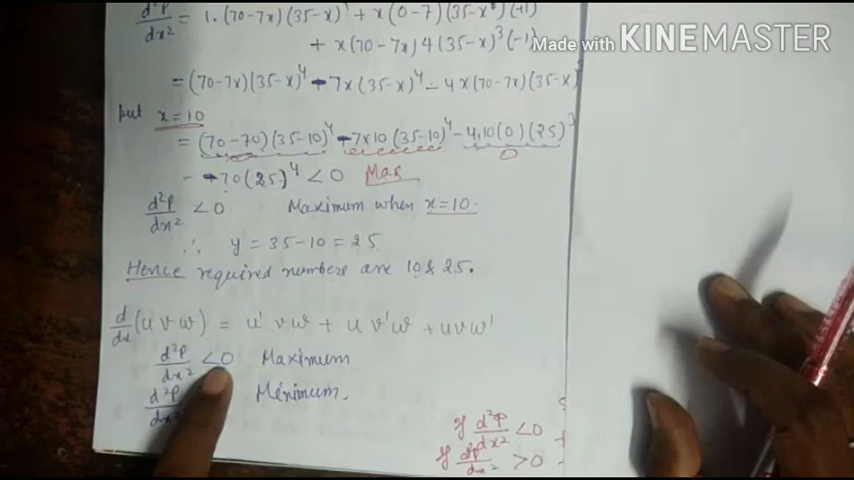 d²P/dx² = 1.(70-7x)(35-x)⁴ + x(0-7)(35-x)⁴(+1)
+ x(70-7x)4(35-x)³(-1)
Made with KINEMASTER
= (70-7x)(35-x)⁴ - 7x(35-x)⁴ - 4x(70-7x)(35-x)³
put x=10
= (70-70)(35-10)⁴ - 7x10(35-10)⁴ - 4.10(0)(25)³
0
- 70(25)⁴ <0 Max
d²P/dx² <0 Maximum when x=10.
∴ y = 35-10 = 25
Hence required numbers are 10 & 25.
d/dx(uvw) = u'vw + uv'w + uvw'
d²P/dx² <0 Maximum
d²P/dx² Minimum.
If d²P/dx² <0
If d²P/dx² >0